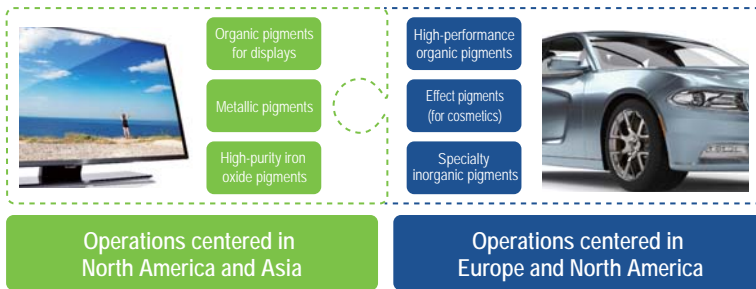 Organic pigments
for displays
Metallic pigments
High-purity iron
oxide pigments
High-performance
organic pigments
Effect pigments
(for cosmetics)
Specialty
inorganic pigments
Operations centered in
North America and Asia
Operations centered in
Europe and North America